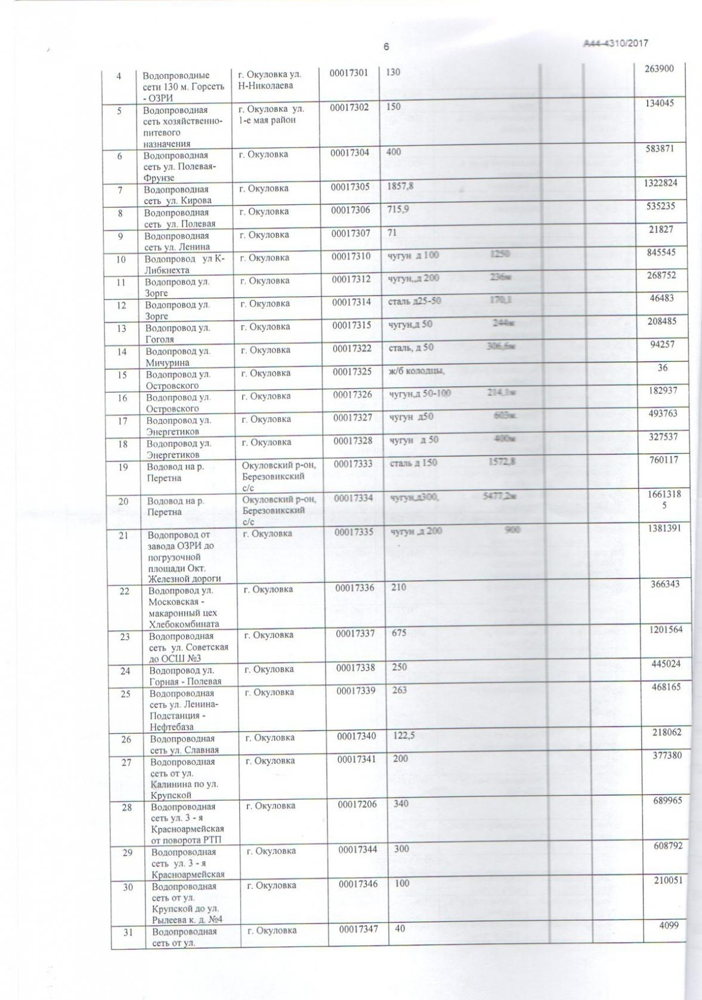 6
А44-4310/2017
4 Водопроводные г. Окуловка ул. 00017301 130 263900
сети 130 м. Горсеть Н-Николаева
- ОЗРИ
5 Водопроводная г. Окуловка ул. 00017302 150 134045
сеть хозяйственно- 1-е мая район
питевого
назначения
6 Водопроводная г. Окуловка 00017304 400 583871
сеть ул. Полевая-
Фрунзе
7 Водопроводная г. Окуловка 00017305 1857,8 1322824
сеть ул. Кирова
8 Водопроводная г. Окуловка 00017306 715,9 535235
сеть ул. Полевая
9 Водопроводная г. Окуловка 00017307 71 21827
сеть ул. Ленина
10 Водопровод ул К- г. Окуловка 00017310 чугун д 100 1250 845545
Либкнехта
11 Водопровод ул. г. Окуловка 00017312 чугун,,д 200 236м 268752
Зорге
12 Водопровод ул. г. Окуловка 00017314 сталь д25-50 170,1 46483
Зорге
13 Водопровод ул. г. Окуловка 00017315 чугун,д 50 244м 208485
Гоголя
14 Водопровод ул. г. Окуловка 00017322 сталь, д 50 306,6м 94257
Мичурина
15 Водопровод ул. г. Окуловка 00017325 ж/б колодцы, 36
Островского
16 Водопровод ул. г. Окуловка 00017326 чугун,д 50-100 214,1м 182937
Островского
17 Водопровод ул. г. Окуловка 00017327 чугун д50 603м. 493763
Энергетиков
18 Водопровод ул. г. Окуловка 00017328 чугун д 50 400м 327537
Энергетиков
19 Водовод на р. Окуловский р-он, 00017333 сталь д 150 1572,8 760117
Перетна Березовикский
с/с
20 Водовод на р. Окуловский р-он, 00017334 чугун,д300, 5477,2м 1661318
Перетна Березовикский 5
с/с
21 Водопровод от г. Окуловка 00017335 чугун ,д 200 900 1381391
завода ОЗРИ до
погрузочной
площади Окт.
Железной дороги
22 Водопровод ул. г. Окуловка 00017336 210 366343
Московская -
макаронный цех
Хлебокомбината
23 Водопроводная г. Окуловка 00017337 675 1201564
сеть ул. Советская
до ОСШ №3
24 Водопровод ул. г. Окуловка 00017338 250 445024
Горная - Полевая
25 Водопроводная г. Окуловка 00017339 263 468165
сеть ул. Ленина-
Подстанция -
Нефтебаза
26 Водопроводная г. Окуловка 00017340 122,5 218062
сеть ул. Славная
27 Водопроводная г. Окуловка 00017341 200 377380
сеть от ул.
Калинина по ул.
Крупской
28 Водопроводная г. Окуловка 00017206 340 689965
сеть ул. 3 - я
Красноармейская
от поворота РТП
29 Водопроводная г. Окуловка 00017344 300 608792
сеть ул. 3 - я
Красноармейская
30 Водопроводная г. Окуловка 00017346 100 210051
сеть от ул.
Крупской до ул.
Рылеева к. д. №4
31 Водопроводная г. Окуловка 00017347 40 4099
сеть от ул.